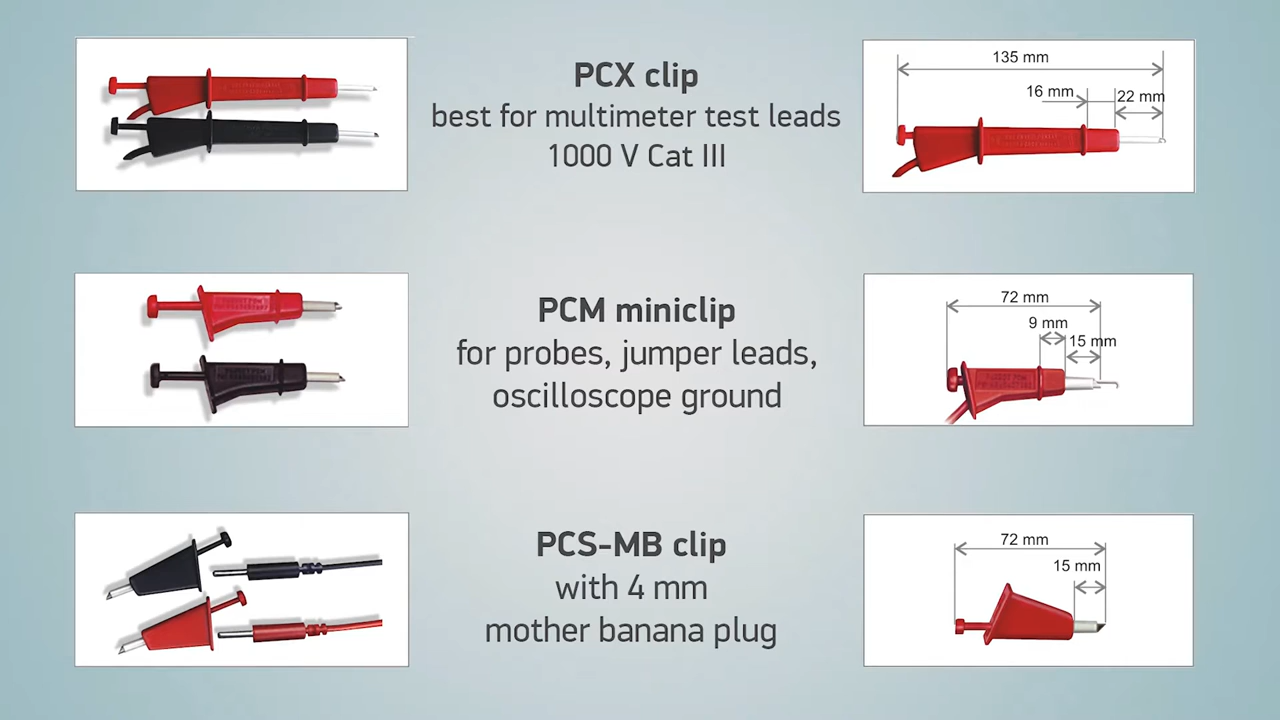 PCX clip
best for multimeter test leads
1000 V Cat III
135 mm
16 mm
22 mm
PCM miniclip
for probes, jumper leads,
oscilloscope ground
72 mm
9 mm
15 mm
PCS-MB clip
with 4 mm
mother banana plug
72 mm
15 mm